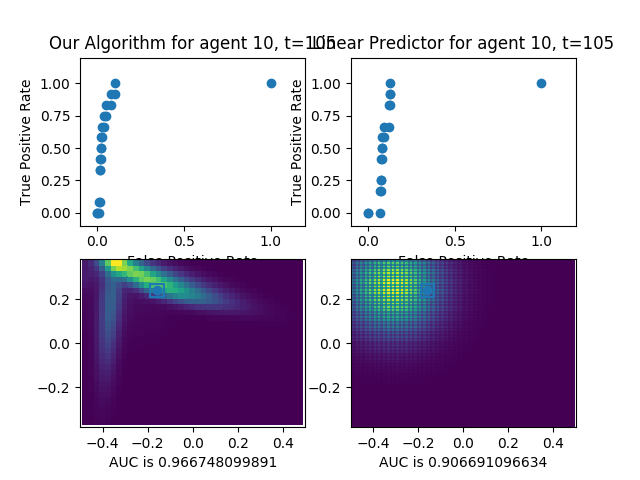 Our Algorithm for agent 10, t=105
Linear Predictor for agent 10, t=105
True Positive Rate
1.00
0.75
0.50
0.25
0.00
0.0 0.5 1.0
False Positive Rate
True Positive Rate
1.00
0.75
0.50
0.25
0.00
0.0 0.5 1.0
False Positive Rate
0.2
0.0
−0.2
−0.4 −0.2 0.0 0.2 0.4
AUC is 0.966748099891
0.2
0.0
−0.2
−0.4 −0.2 0.0 0.2 0.4
AUC is 0.906691096634